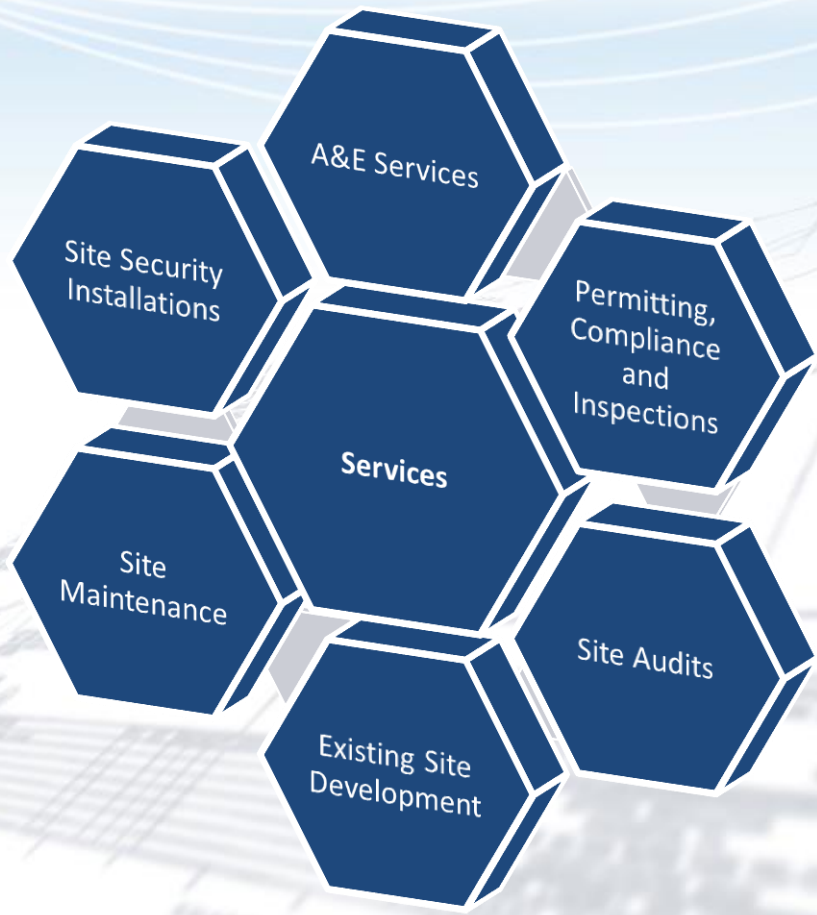 A&E Services
Permitting,
Compliance
and
Inspections
Site Audits
Existing Site
Development
Site
Maintenance
Site Security
Installations
Services